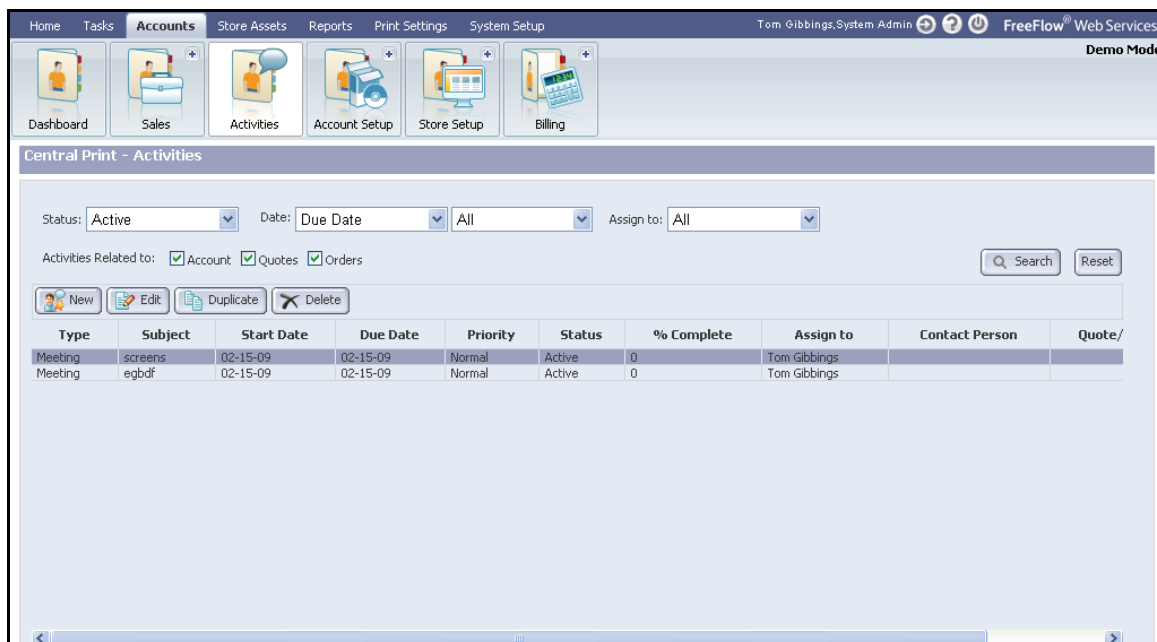 Home Tasks Accounts Store Assets Reports Print Settings System Setup Tom Gibbings,System Admin FreeFlow® Web Services
Demo Mode
Dashboard Sales Activities Account Setup Store Setup Billing
Central Print - Activities
Status: Active Date: Due Date All Assign to: All
Activities Related to: Account Quotes Orders Search Reset
New Edit Duplicate Delete
Type Subject Start Date Due Date Priority Status % Complete Assign to Contact Person Quote/
Meeting screens 02-15-09 02-15-09 Normal Active 0 Tom Gibbings
Meeting egbdf 02-15-09 02-15-09 Normal Active 0 Tom Gibbings